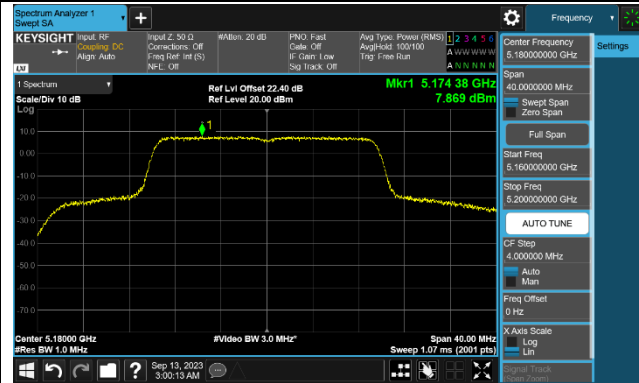 Spectrum Analyzer 1
Swept SA
Frequency
KEYSIGHT
Input: RF
Coupling: DC
Align: Auto
Input Z: 50 Ω
Corrections: Off
Freq Ref: Int (S)
NFE: Off
#Atten: 20 dB
PNO: Fast
Gate: Off
IF Gain: Low
Sig Track: Off
Avg Type: Power (RMS)
Avg|Hold: 100/100
Trig: Free Run
1 2 3 4 5 6
A W W W W W
A N N N N N
LXI
1 Spectrum
Scale/Div 10 dB
Log
Ref Lvl Offset 22.40 dB
Ref Level 20.00 dBm
Mkr1 5.174 38 GHz
7.869 dBm
1
10.0
0.00
-10.0
-20.0
-30.0
-40.0
-50.0
-60.0
-70.0
Center 5.18000 GHz
#Res BW 1.0 MHz
#Video BW 3.0 MHz*
Span 40.00 MHz
Sweep 1.07 ms (2001 pts)
Sep 13, 2023
3:00:13 AM
Center Frequency
5.180000000 GHz
Settings
Span
40.0000000 MHz
Swept Span
Zero Span
Full Span
Start Freq
5.160000000 GHz
Stop Freq
5.200000000 GHz
AUTO TUNE
CF Step
4.000000 MHz
Auto
Man
Freq Offset
0 Hz
X Axis Scale
Log
Lin
Signal Track
(Span Zoom)